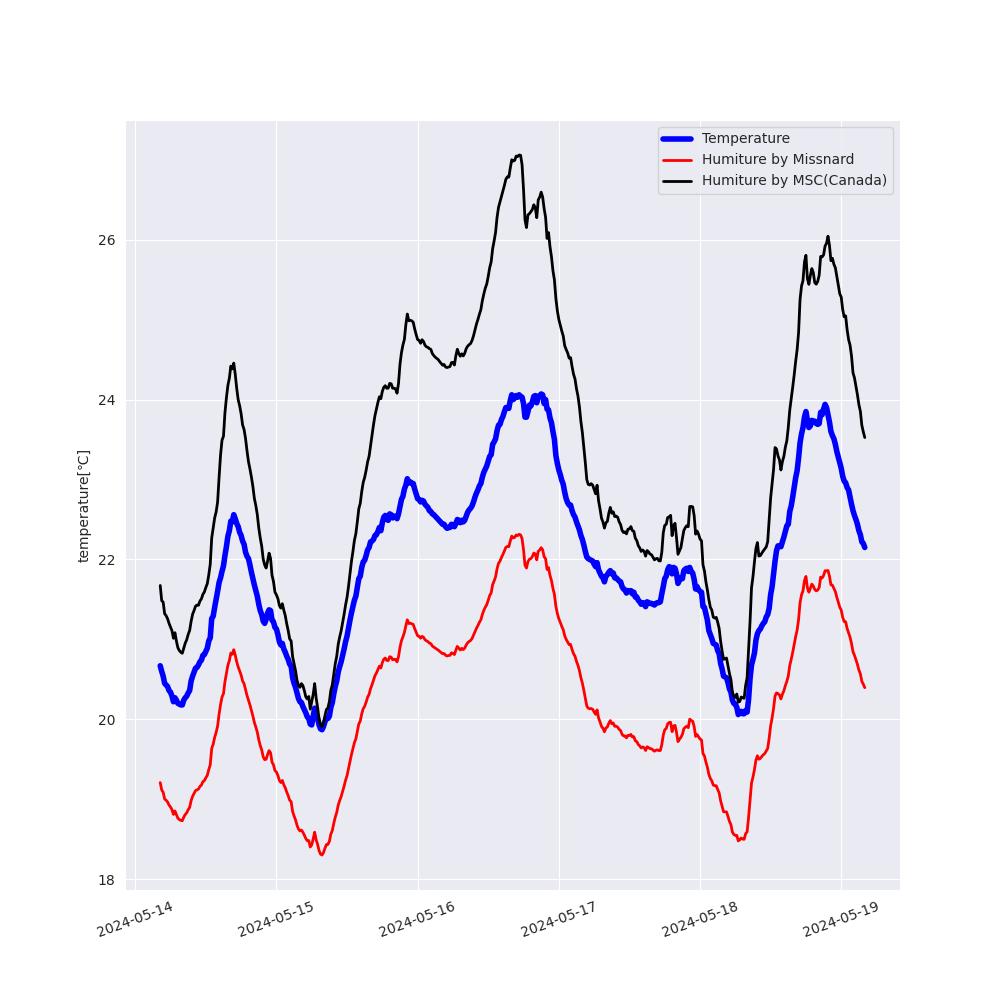 Temperature
Humiture by Missnard
Humiture by MSC(Canada)
temperature[℃]
26
24
22
20
18
2024-05-14
2024-05-15
2024-05-16
2024-05-17
2024-05-18
2024-05-19